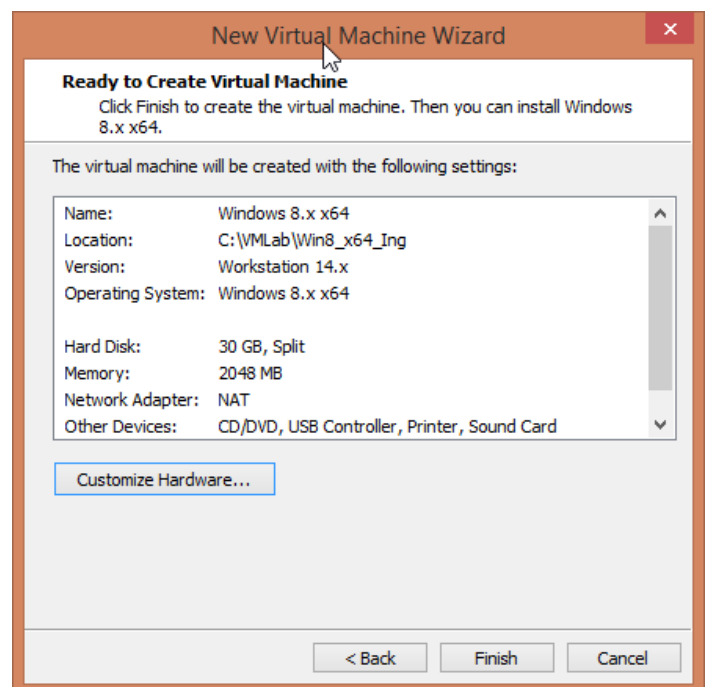 New Virtual Machine Wizard
Ready to Create Virtual Machine
Click Finish to create the virtual machine. Then you can install Windows
8.x x64.
The virtual machine will be created with the following settings:
Name: Windows 8.x x64
Location: C:\VMLab\Win8_x64_Ing
Version: Workstation 14.x
Operating System: Windows 8.x x64
Hard Disk: 30 GB, Split
Memory: 2048 MB
Network Adapter: NAT
Other Devices: CD/DVD, USB Controller, Printer, Sound Card
Customize Hardware...
< Back Finish Cancel